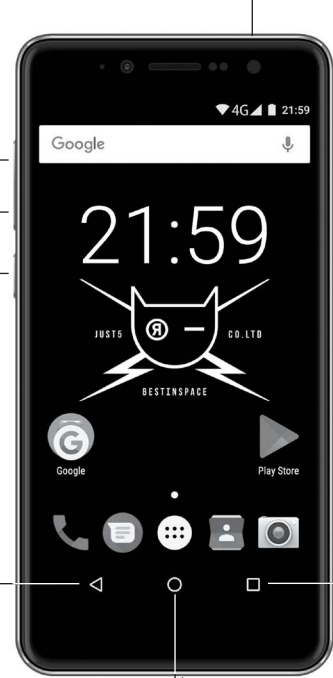 4G 21:59
Google
21:59
JUST5 ® CO.LTD
BESTINSPACE
Google Play Store